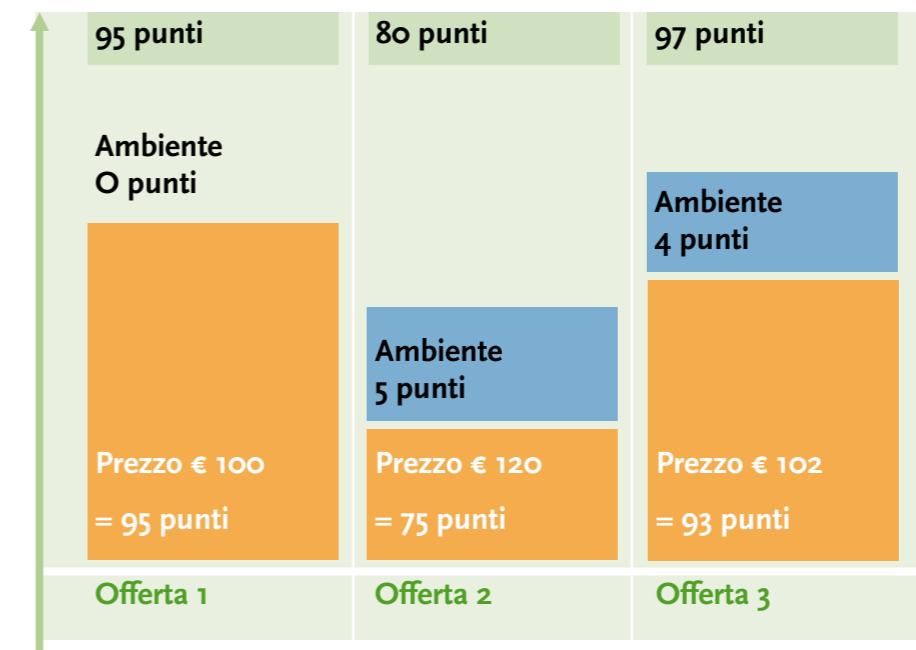 95 punti
80 punti
97 punti
Ambiente
O punti
Ambiente
4 punti
Ambiente
5 punti
Prezzo € 100
= 95 punti
Prezzo € 120
= 75 punti
Prezzo € 102
= 93 punti
Offerta 1
Offerta 2
Offerta 3